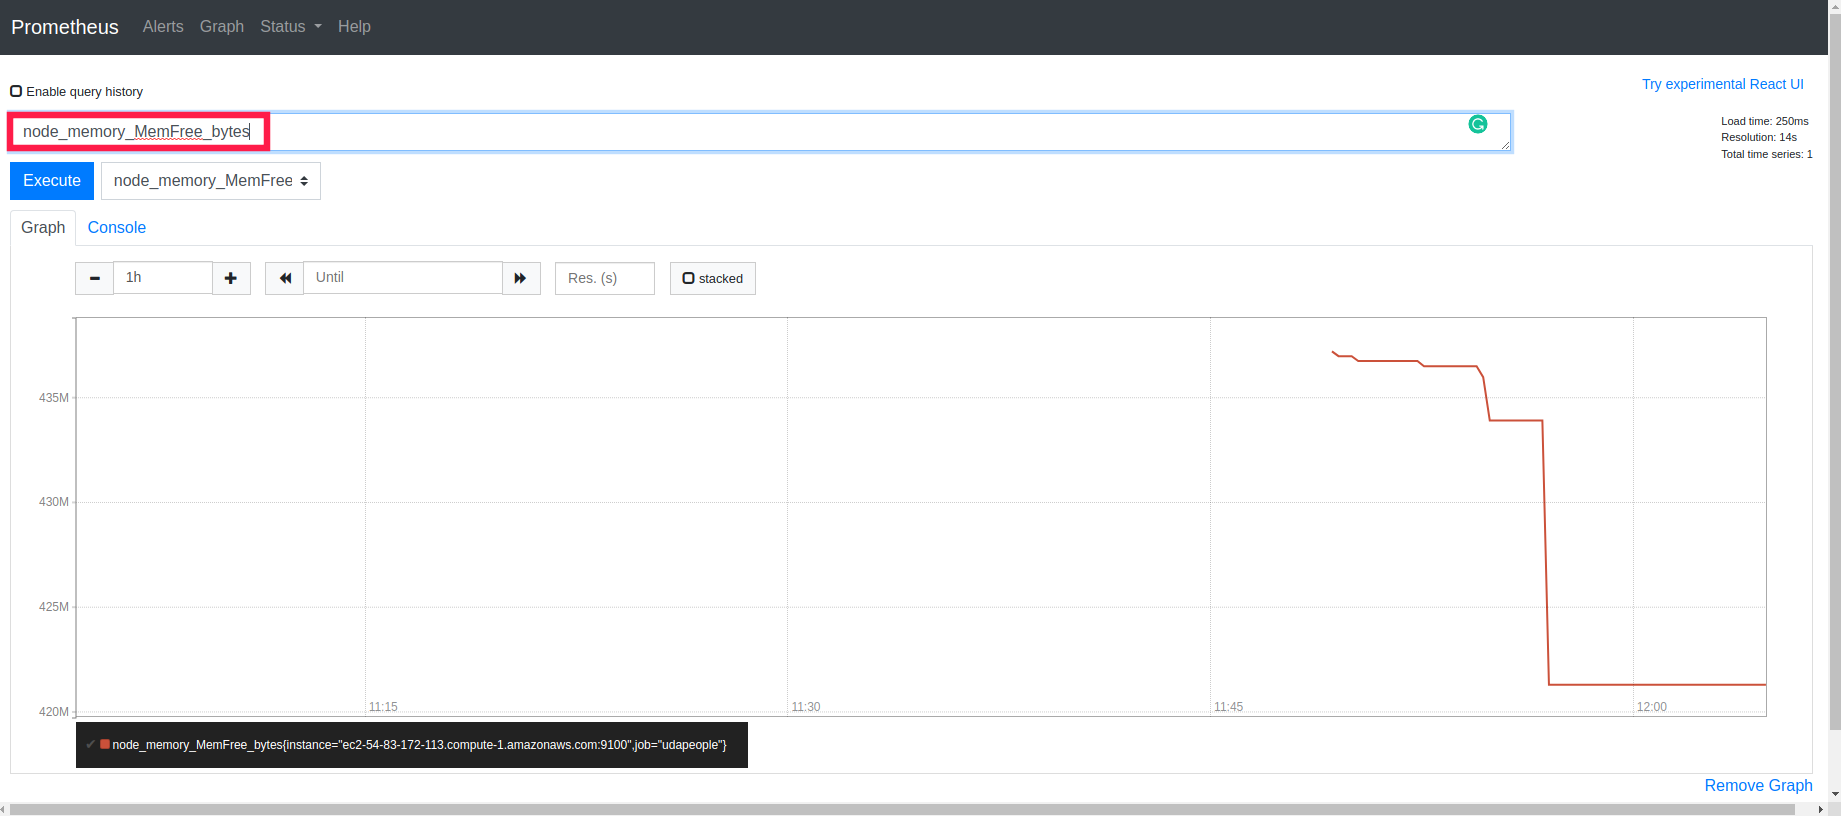 Prometheus Alerts Graph Status Help
Try experimental React UI
Enable query history
node_memory_MemFree_bytes
Load time: 250ms
Resolution: 14s
Total time series: 1
Execute node_memory_MemFree
Graph Console
1h Until Res. (s) stacked
435M
430M
425M
420M
11:15 11:30 11:45 12:00
node_memory_MemFree_bytes{instance="ec2-54-83-172-113.compute-1.amazonaws.com:9100",job="udapeople"}
Remove Graph